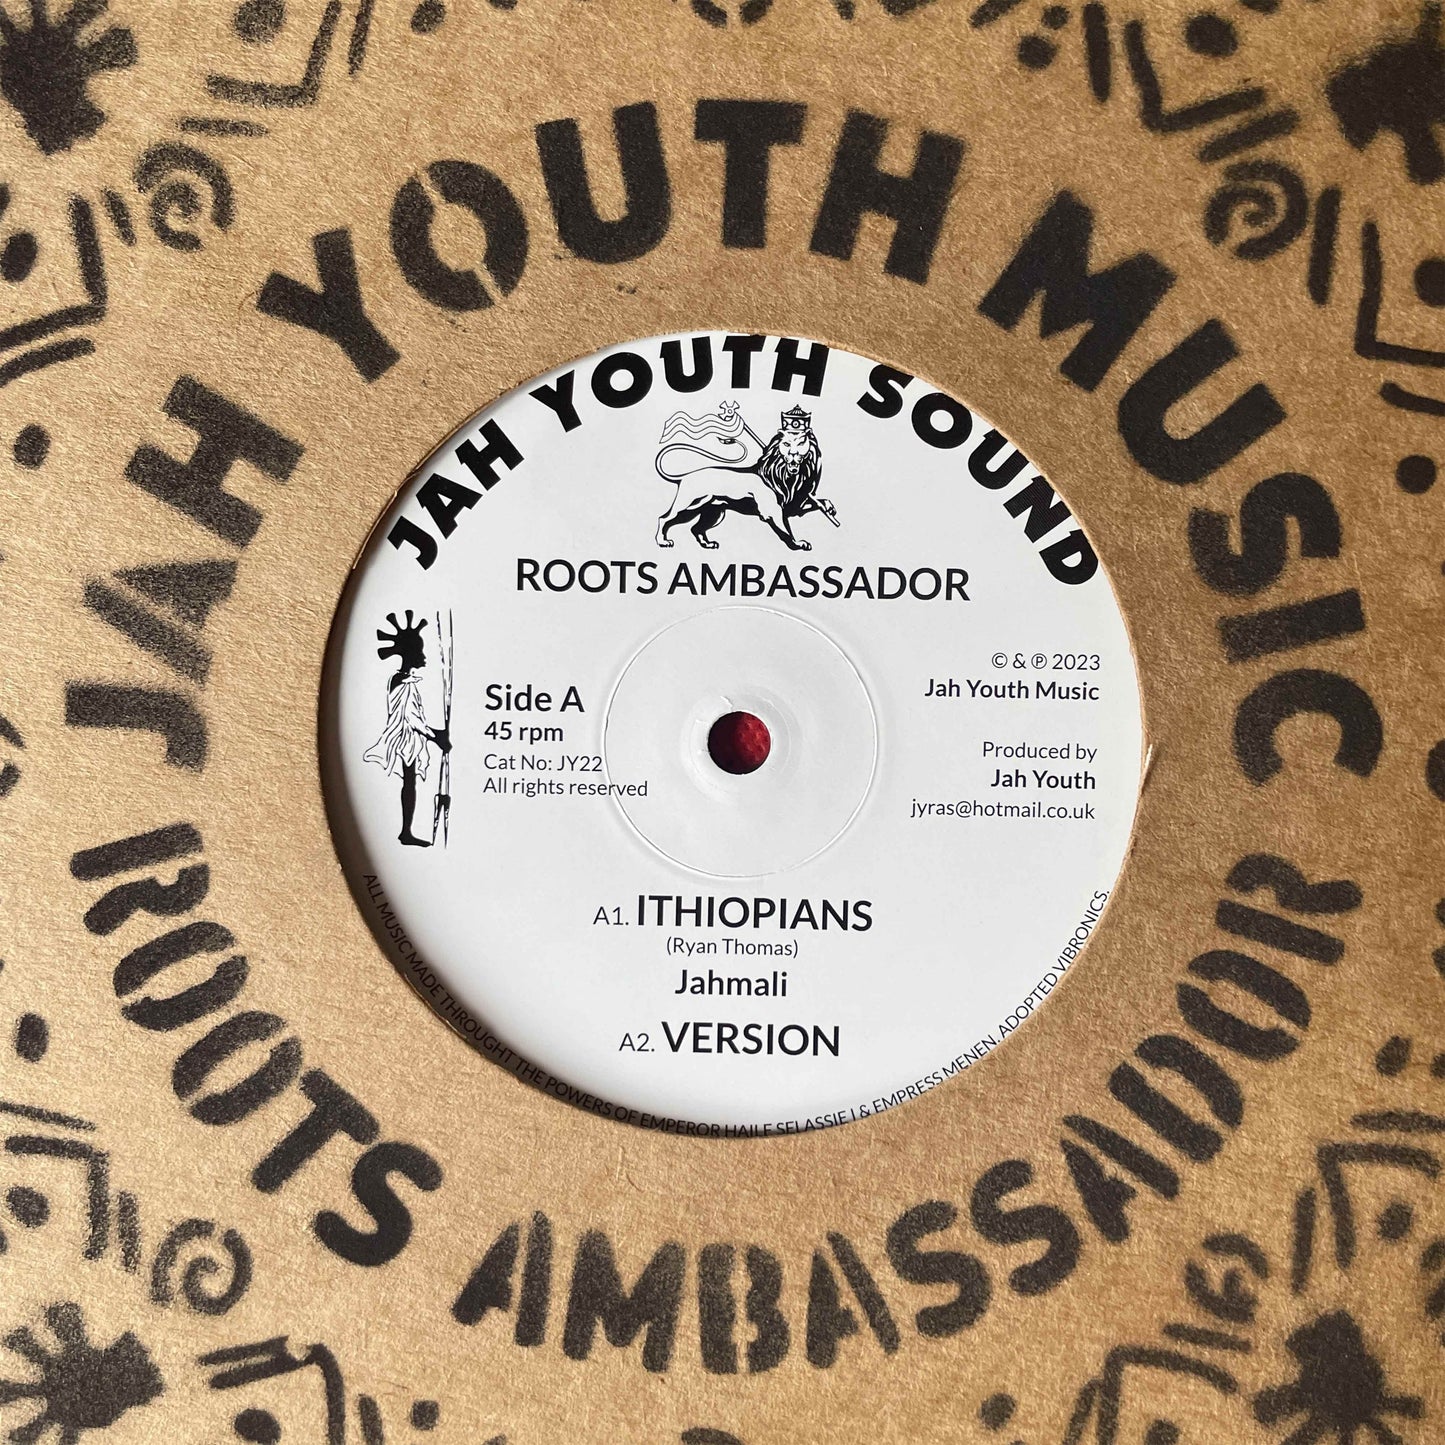 JAH YOUTH MUSIC
ROOTS AMBASSADOR
JAH YOUTH SOUND
ROOTS AMBASSADOR
Side A
45 rpm
Cat No: JY22
All rights reserved
© & ℗ 2023
Jah Youth Music
Produced by
Jah Youth
jyras@hotmail.co.uk
A1. ITHIOPIANS
(Ryan Thomas)
Jahmali
A2. VERSION
ALL MUSIC MADE THROUGHT THE POWERS OF EMPEROR HAILE SELASSIE I & EMPRESS MENEN. ADOPTED VIBRONICS.